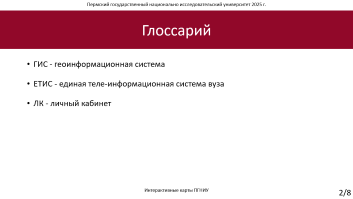 Пермский государственный национально исследовательский университет 2025 г.
Глоссарий
• ГИС - геоинформационная система
• ЕТИС - единая теле-информационная система вуза
• ЛК - личный кабинет
Интерактивные карты ПГНИУ
2/8